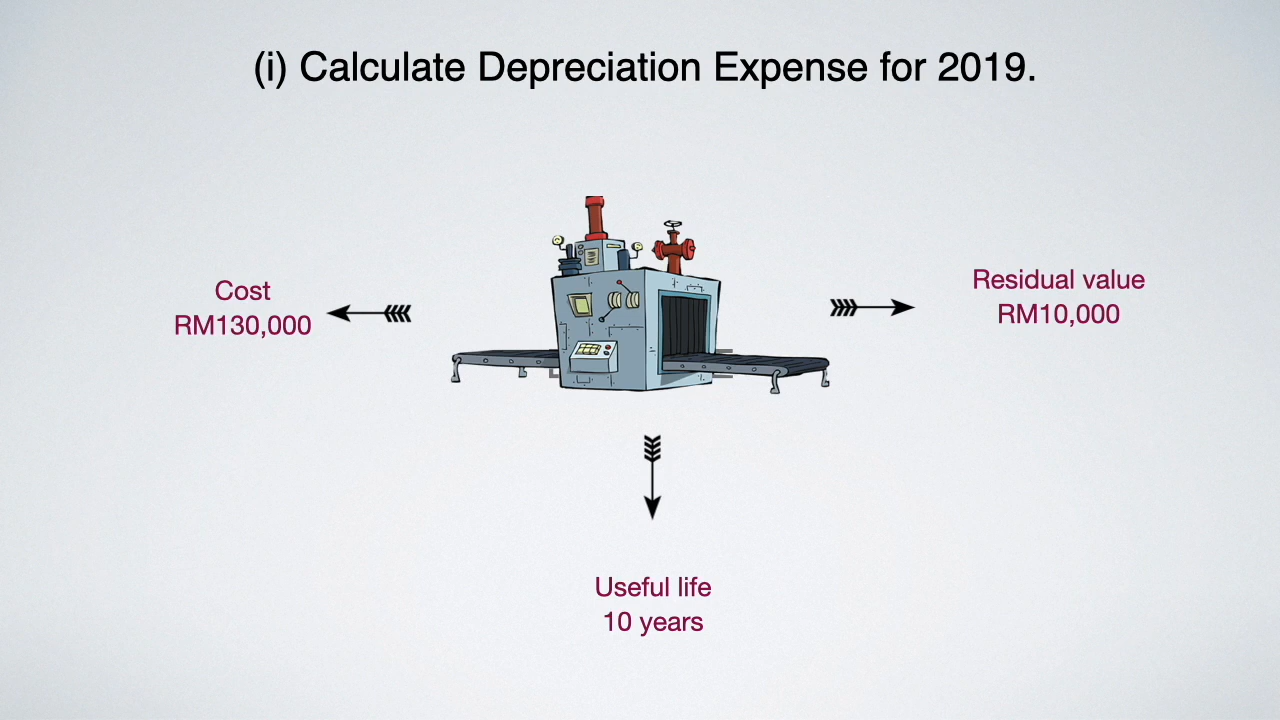 (i) Calculate Depreciation Expense for 2019.
Cost
RM130,000
Residual value
RM10,000
Useful life
10 years